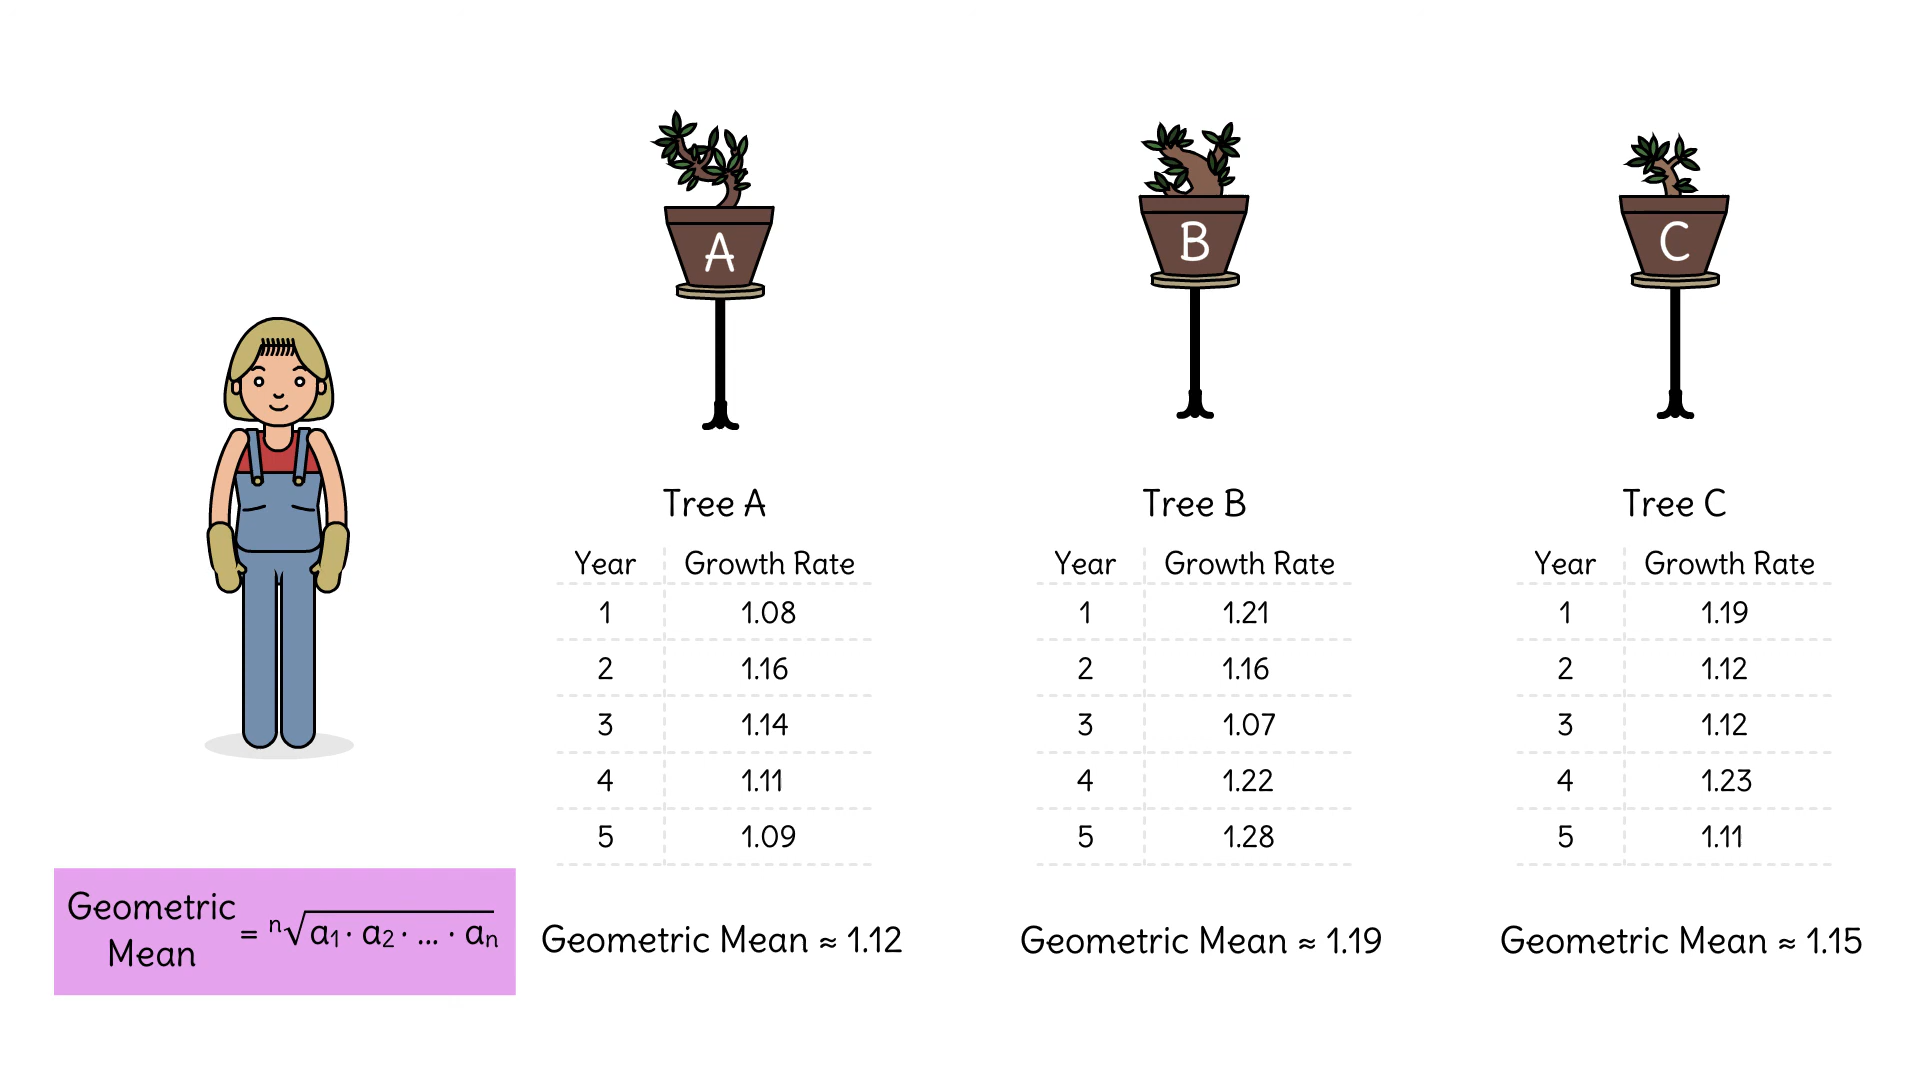 A
B
C
Tree A
Year Growth Rate
1 1.08
2 1.16
3 1.14
4 1.11
5 1.09
Geometric Mean ≈ 1.12
Tree B
Year Growth Rate
1 1.21
2 1.16
3 1.07
4 1.22
5 1.28
Geometric Mean ≈ 1.19
Tree C
Year Growth Rate
1 1.19
2 1.12
3 1.12
4 1.23
5 1.11
Geometric Mean ≈ 1.15
Geometric
Mean = ⁿ√a₁ · a₂ · ... · aₙ